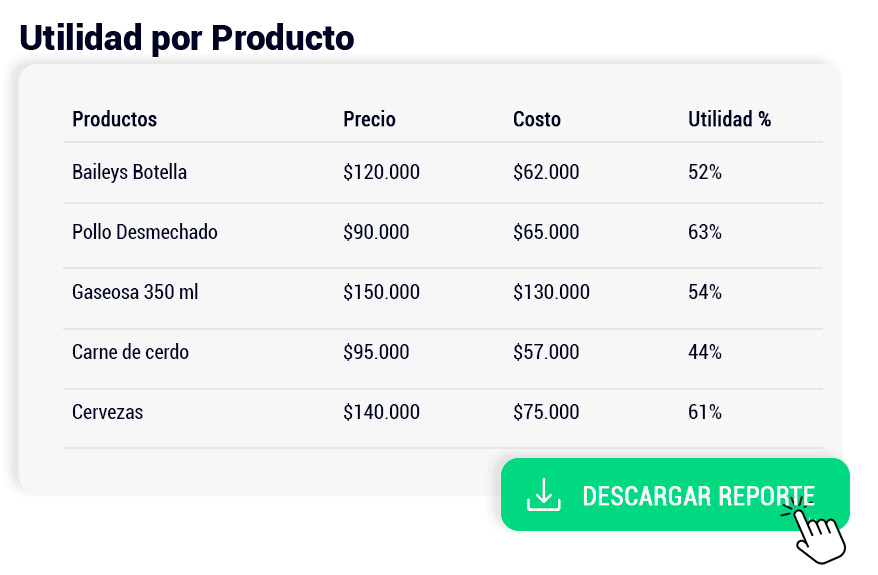 Utilidad por Producto
Productos Precio Costo Utilidad %
Baileys Botella $120.000 $62.000 52%
Pollo Desmechado $90.000 $65.000 63%
Gaseosa 350 ml $150.000 $130.000 54%
Carne de cerdo $95.000 $57.000 44%
Cervezas $140.000 $75.000 61%
DESCARGAR REPORTE